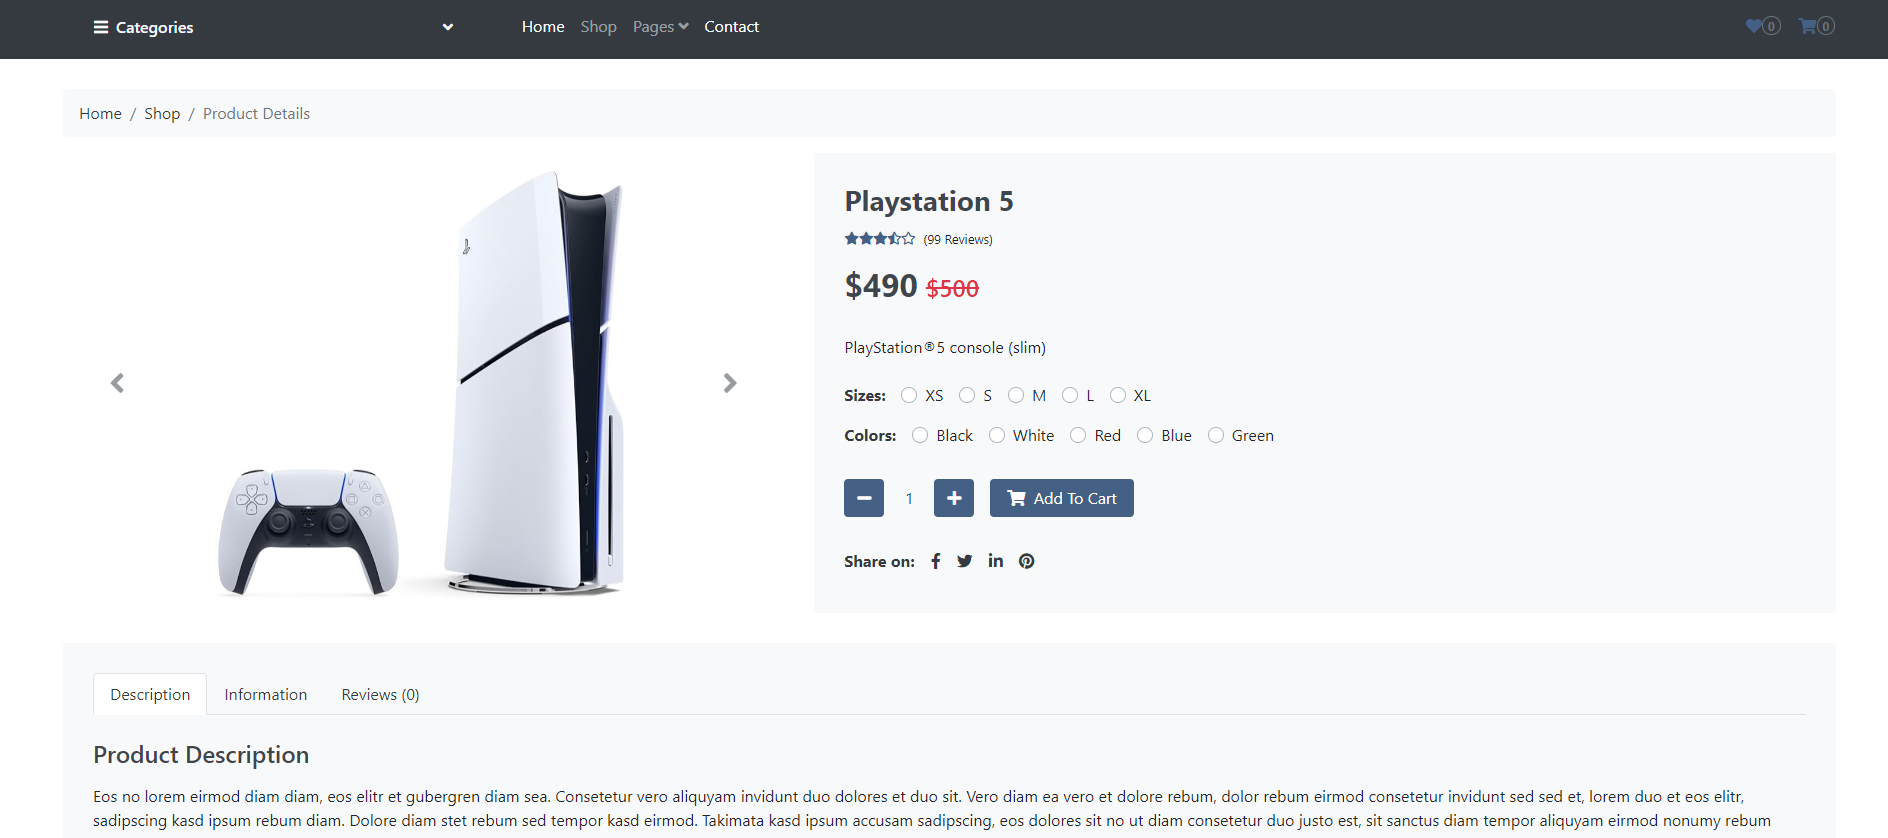 Categories
Home Shop Pages Contact
0 0
Home / Shop / Product Details
Playstation 5
(99 Reviews)
$490 $500
PlayStation®5 console (slim)
Sizes: XS S M L XL
Colors: Black White Red Blue Green
1 Add To Cart
Share on:
Description Information Reviews (0)
Product Description
Eos no lorem eirmod diam diam, eos elitr et gubergren diam sea. Consetetur vero aliquyam invidunt duo dolores et duo sit. Vero diam ea vero et dolore rebum, dolor rebum eirmod consetetur invidunt sed sed et, lorem duo et eos elitr,
sadipscing kasd ipsum rebum diam. Dolore diam stet rebum sed tempor kasd eirmod. Takimata kasd ipsum accusam sadipscing, eos dolores sit no ut diam consetetur duo justo est, sit sanctus diam tempor aliquyam eirmod nonumy rebum